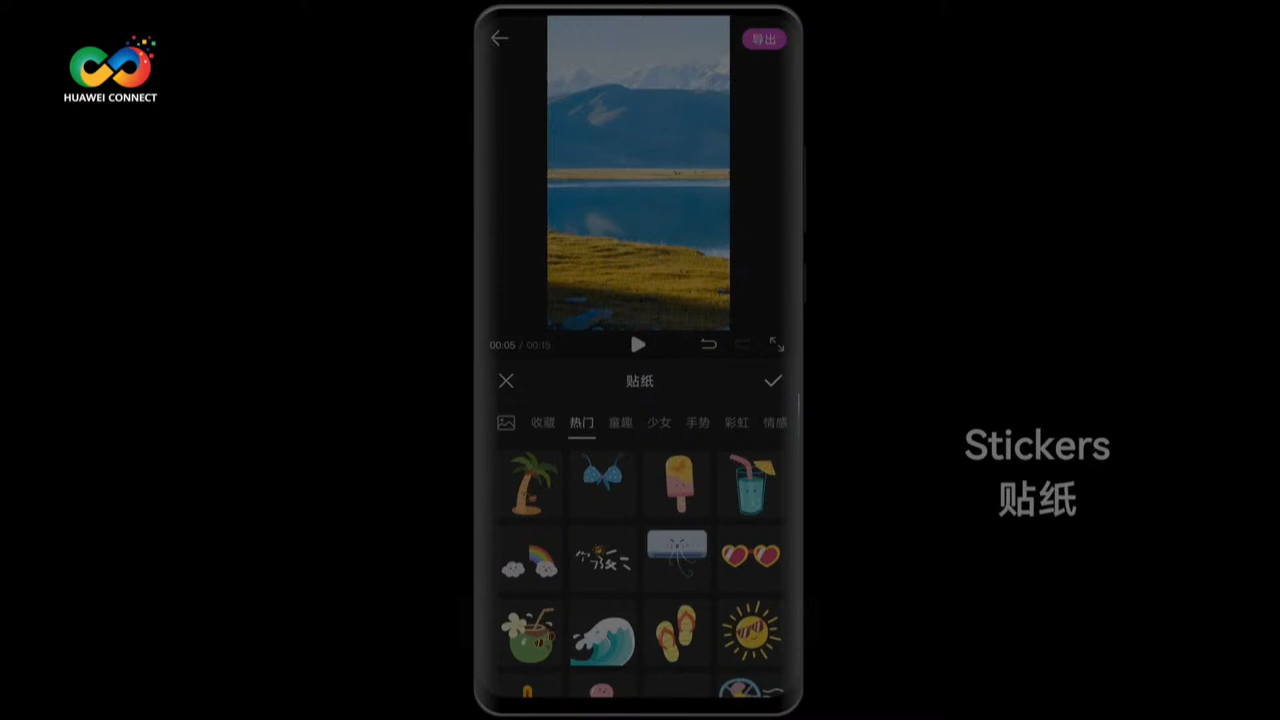 HUAWEI CONNECT
导出
00:05 / 00:15
贴纸
收藏 热门 童趣 少女 手势 彩虹 情感
Stickers
贴纸